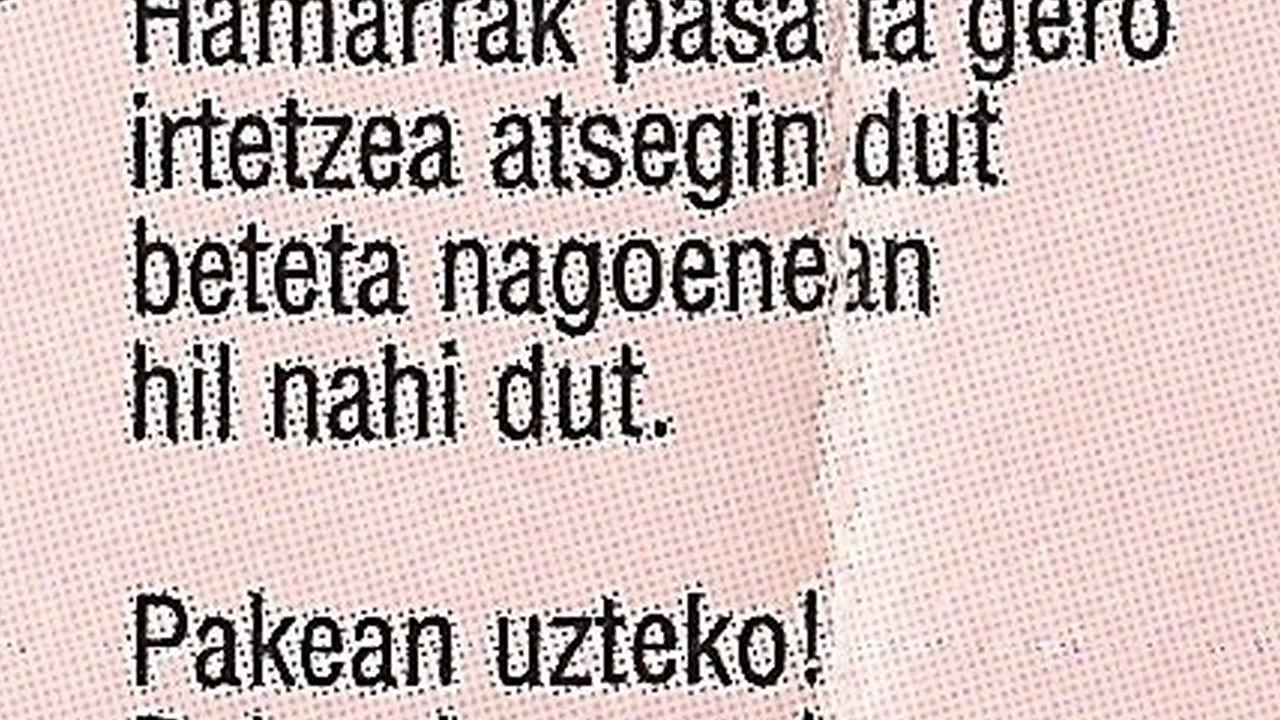 Hamarrak pasa ta gero
irtetzea atsegin dut
beteta nagoenean
hil nahi dut.
Pakean uzteko!